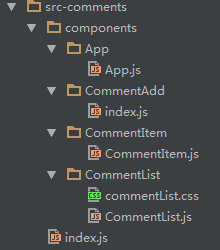 src-comments
components
App
App.js
CommentAdd
index.js
CommentItem
CommentItem.js
CommentList
CSS commentList.css
CommentList.js
index.js